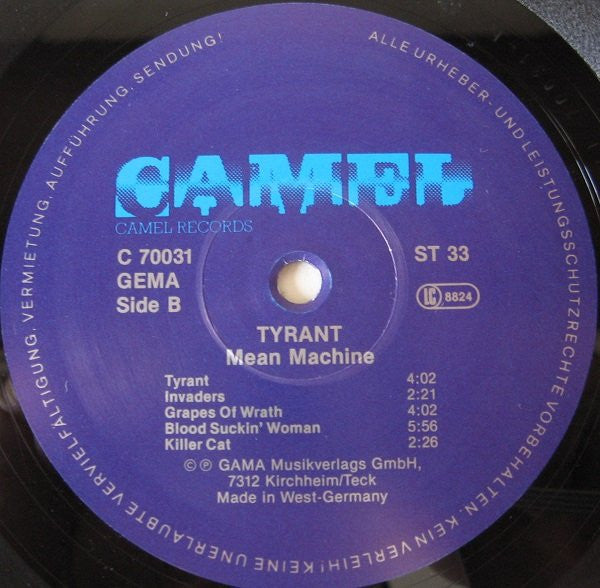 ALLE URHEBER- UND LEISTUNGSSCHUTZRECHTE VORBEHALTEN. KEIN VERLEIH! KEINE UNERLAUBTE VERVIELFÄLTIGUNG, VERMIETUNG, AUFFÜHRUNG, SENDUNG!
CAMEL
CAMEL RECORDS
C 70031 ST 33
GEMA LC 8824
Side B
TYRANT
Mean Machine
Tyrant 4:02
Invaders 2:21
Grapes Of Wrath 4:02
Blood Suckin' Woman 5:56
Killer Cat 2:26
©℗ GAMA Musikverlags GmbH,
7312 Kirchheim/Teck
Made in West-Germany